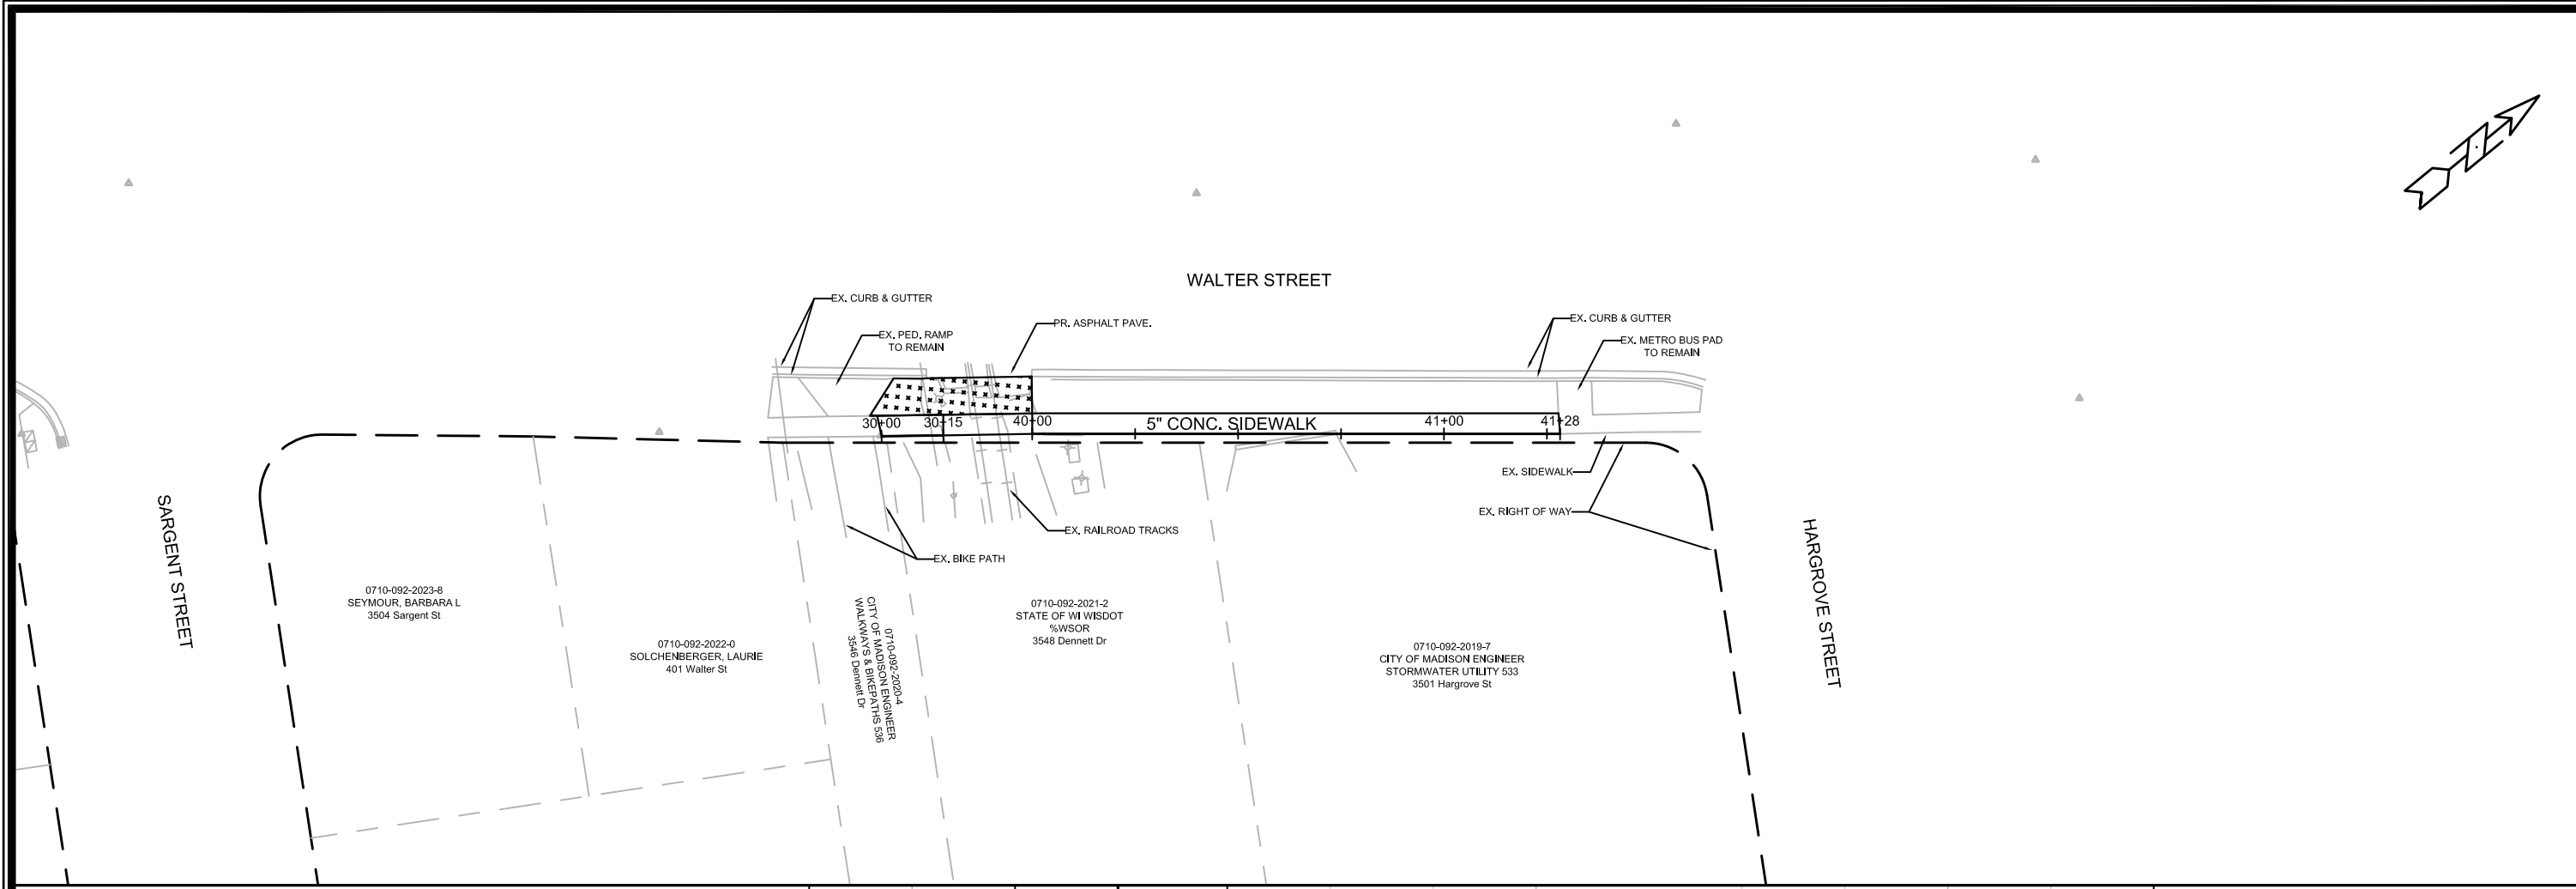 WALTER STREET
EX. CURB & GUTTER
EX. PED. RAMP
TO REMAIN
PR. ASPHALT PAVE.
EX. CURB & GUTTER
EX. METRO BUS PAD
TO REMAIN
30+00
30+15
40+00
5" CONC. SIDEWALK
41+00
41+28
EX. SIDEWALK
EX. RIGHT OF WAY
EX. RAILROAD TRACKS
EX. BIKE PATH
SARGENT STREET
HARGROVE STREET
0710-092-2023-8
SEYMOUR, BARBARA L
3504 Sargent St
0710-092-2022-0
SOLCHENBERGER, LAURIE
401 Walter St
0710-092-2020-4
CITY OF MADISON ENGINEER
WALKWAYS & BIKEPATHS 536
3546 Dennett Dr
0710-092-2021-2
STATE OF WI WISDOT
%WSOR
3548 Dennett Dr
0710-092-2019-7
CITY OF MADISON ENGINEER
STORMWATER UTILITY 533
3501 Hargrove St